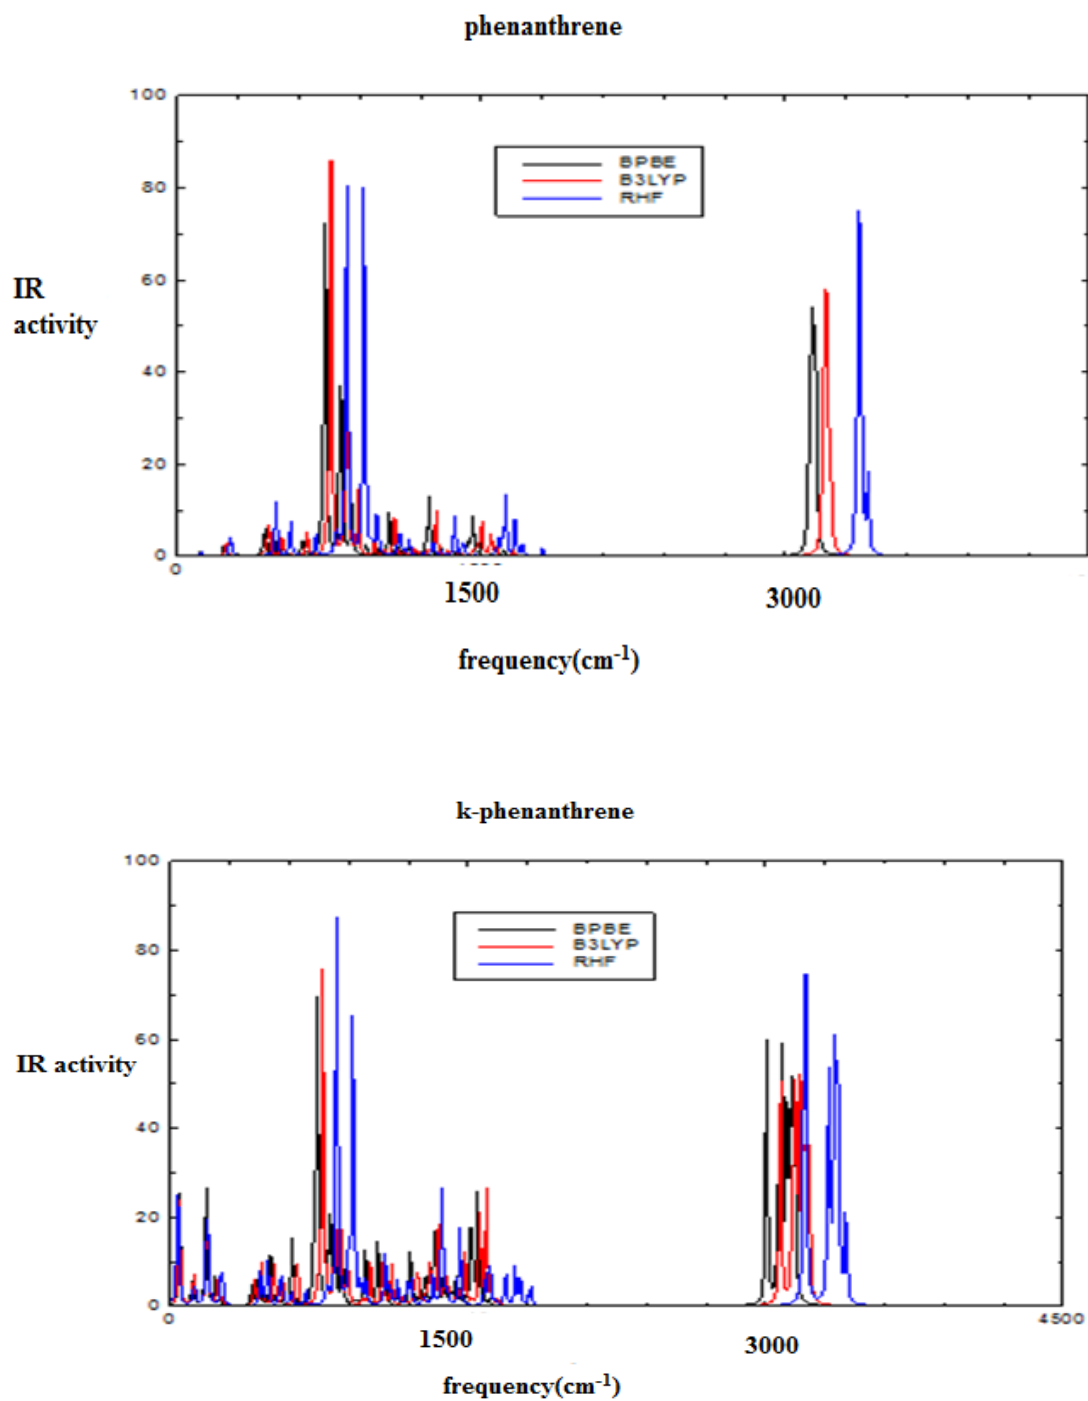 phenanthrene
100
BPBE
B3LYP
RHF
80
60
IR
activity
40
20
0
0
1500
3000
frequency(cm⁻¹)
k-phenanthrene
100
BPBE
B3LYP
RHF
80
60
IR activity
40
20
0
0
4500
1500
3000
frequency(cm⁻¹)